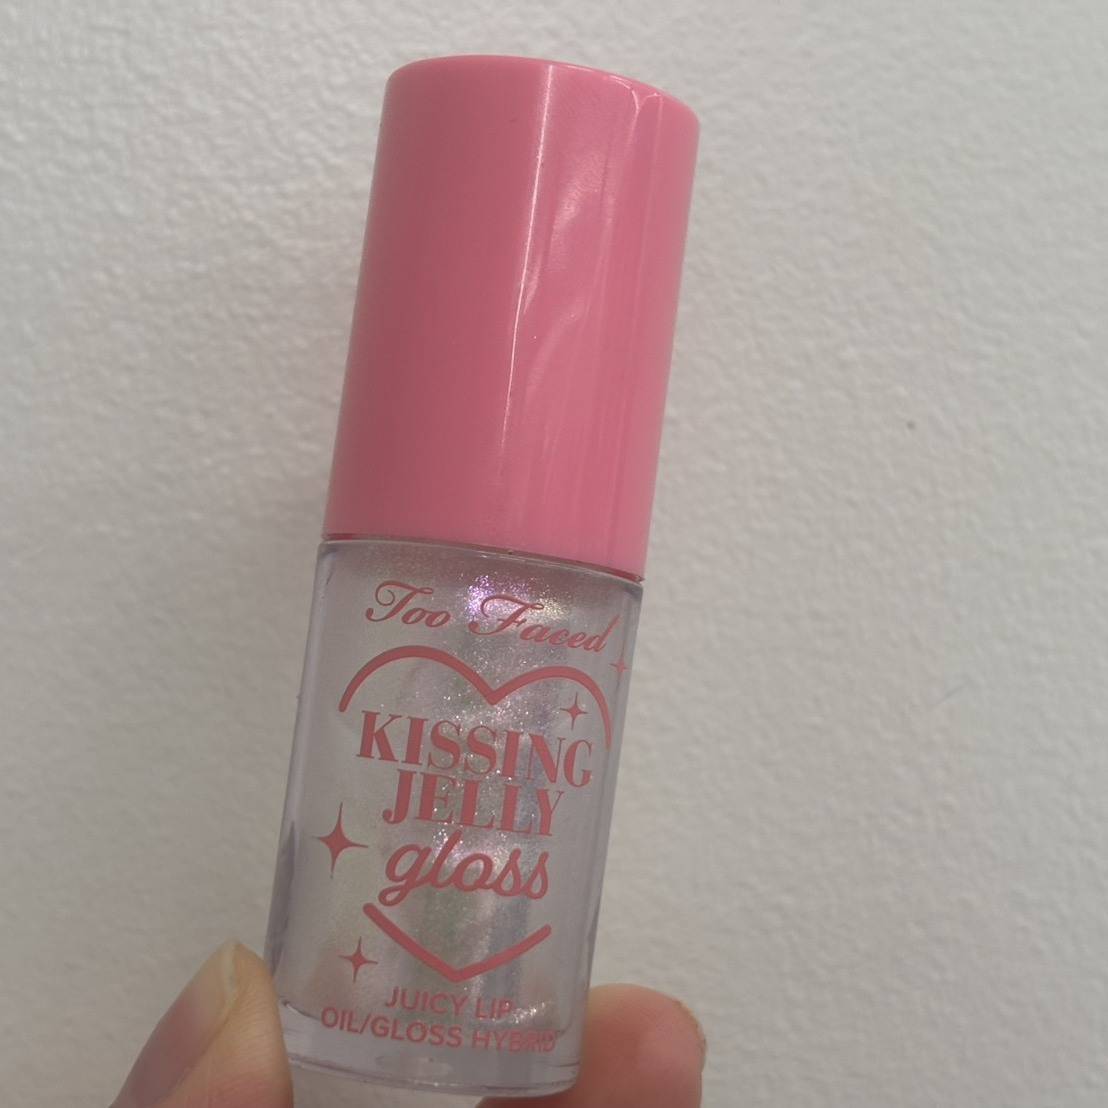 Too Faced
KISSING
JELLY
gloss
JUICY LIP
OIL/GLOSS HYBRID